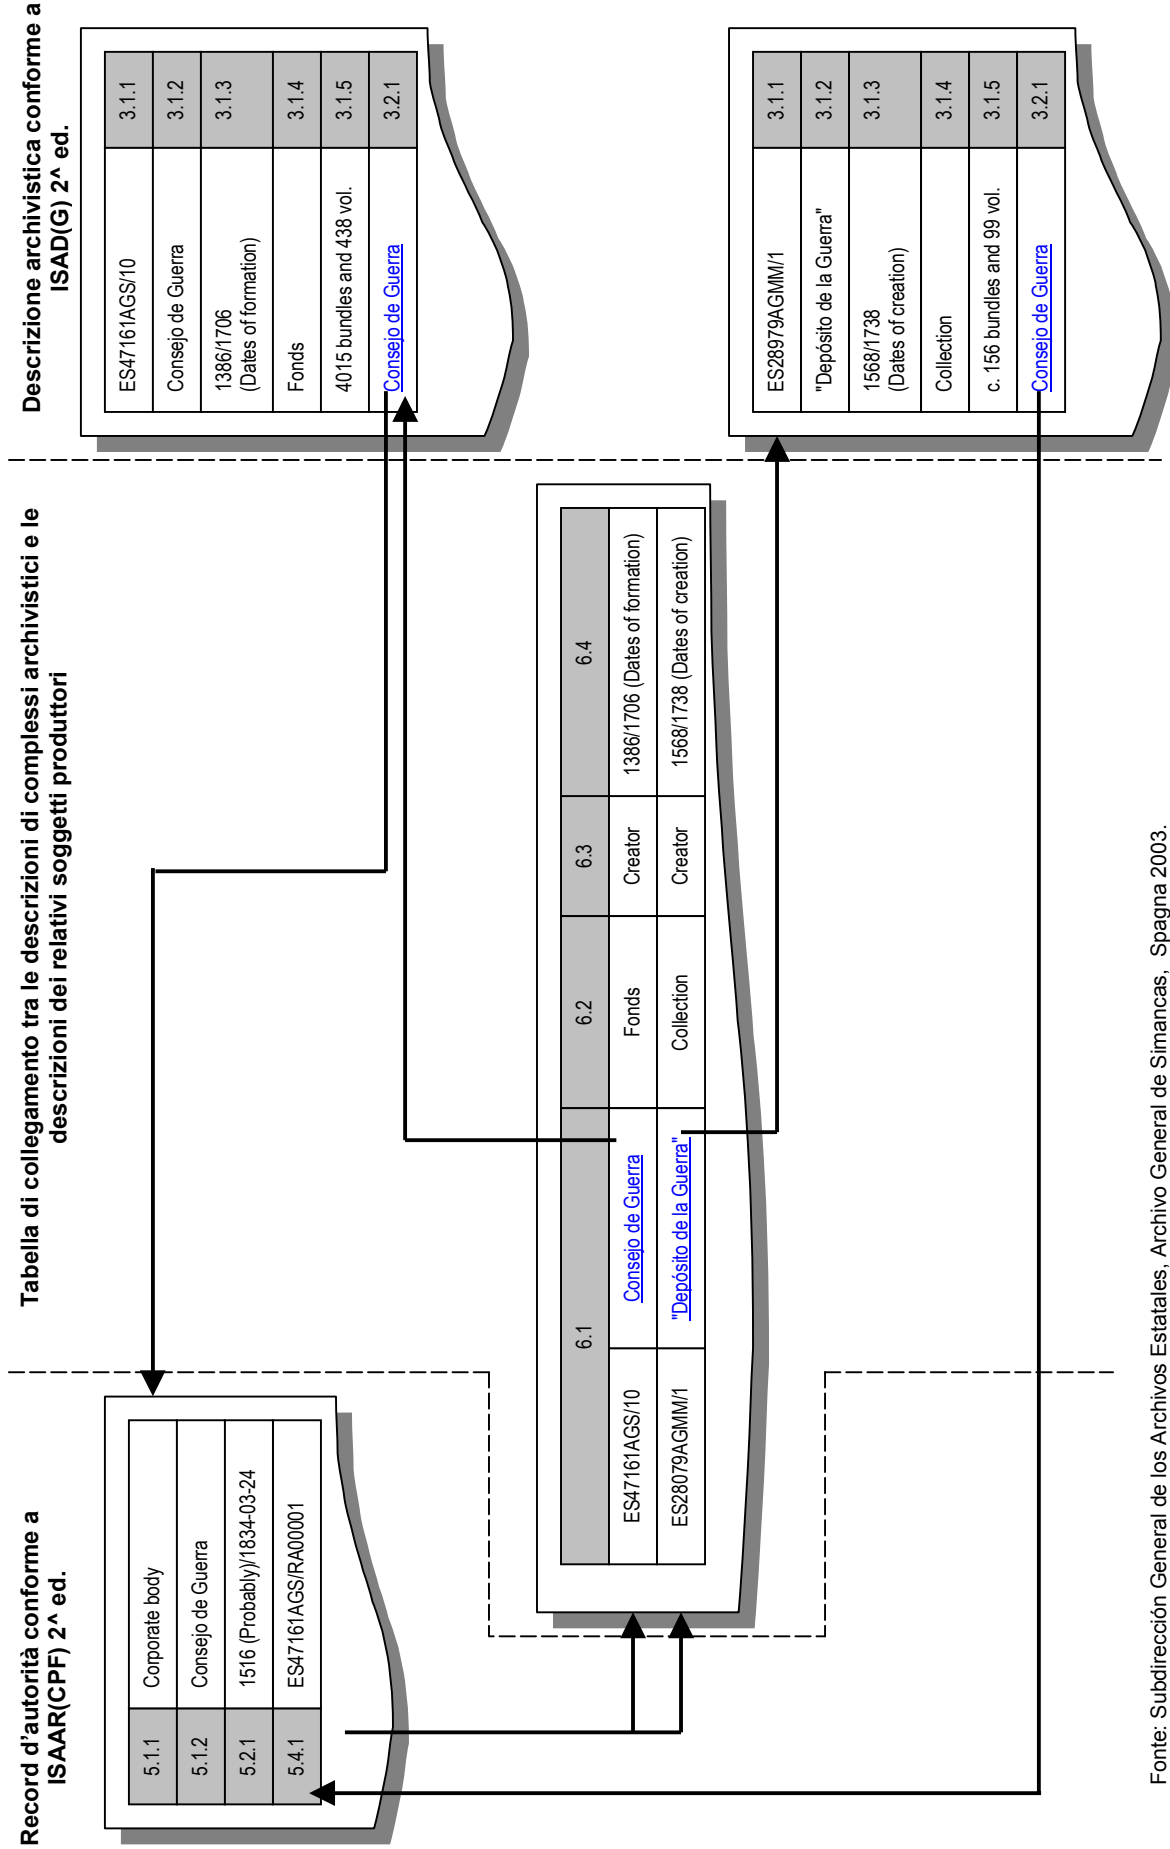 Record d'autorità conforme a
ISAAR(CPF) 2^ ed.
5.1.1 Corporate body
5.1.2 Consejo de Guerra
5.2.1 1516 (Probably)/1834-03-24
5.4.1 ES47161AGS/RA00001
Tabella di collegamento tra le descrizioni di complessi archivistici e le
descrizioni dei relativi soggetti produttori
6.1 6.2 6.3 6.4
ES47161AGS/10 Consejo de Guerra Fonds Creator 1386/1706 (Dates of formation)
ES28079AGMM/1 "Depósito de la Guerra" Collection Creator 1568/1738 (Dates of creation)
Descrizione archivistica conforme a
ISAD(G) 2^ ed.
ES47161AGS/10 3.1.1
Consejo de Guerra 3.1.2
1386/1706 3.1.3
(Dates of formation)
Fonds 3.1.4
4015 bundles and 438 vol. 3.1.5
Consejo de Guerra 3.2.1
ES28979AGMM/1 3.1.1
"Depósito de la Guerra" 3.1.2
1568/1738 3.1.3
(Dates of creation)
Collection 3.1.4
c. 156 bundles and 99 vol. 3.1.5
Consejo de Guerra 3.2.1
Fonte: Subdirección General de los Archivos Estatales, Archivo General de Simancas, Spagna 2003.